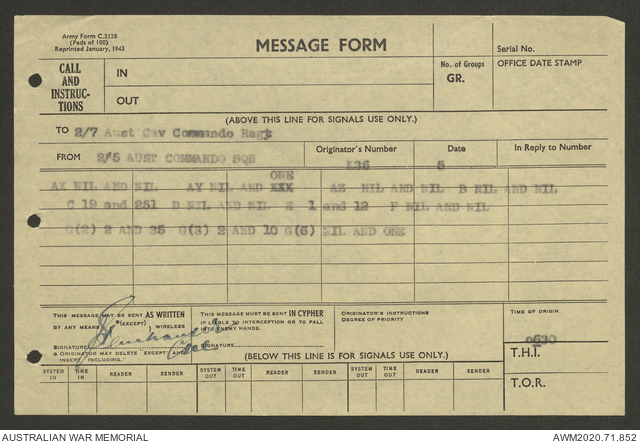 Army Form C.2128
(Pads of 100)
Reprinted January, 1943
MESSAGE FORM
Serial No.
CALL AND INSTRUC-TIONS
IN
OUT
No. of Groups
GR.
OFFICE DATE STAMP
(ABOVE THIS LINE FOR SIGNALS USE ONLY.)
TO 2/7 Aust Cav Commando Regt
FROM 2/5 AUST COMMANDO SQN
Originator's Number
K36
Date
5
In Reply to Number
ONE
AX NIL AND NIL AY NIL AND XXX AZ NIL AND NIL B NIL AND NIL
C 19 and 251 D NIL AND NIL E 1 and 12 F NIL AND NIL
G(2) 2 AND 35 G(3) 2 AND 10 G(6) NIL AND ONE
THIS MESSAGE MAY BE SENT AS WRITTEN
BY ANY MEANS (EXCEPT) WIRELESS
SIGNATURE
ORIGINATOR MAY DELETE "EXCEPT" (AND
INSERT "INCLUDING."
THIS MESSAGE MUST BE SENT IN CYPHER
IF LIABLE TO INTERCEPTION OR TO FALL
INTO ENEMY HANDS.
SIGNATURE
ORIGINATOR'S INSTRUCTIONS
DEGREE OF PRIORITY
TIME OF ORIGIN
0630
T.H.I.
T.O.R.
(BELOW THIS LINE IS FOR SIGNALS USE ONLY.)
SYSTEM IN TIME IN READER SENDER SYSTEM OUT TIME OUT READER SENDER SYSTEM OUT TIME OUT READER SENDER
AUSTRALIAN WAR MEMORIAL
AWM2020.71.852